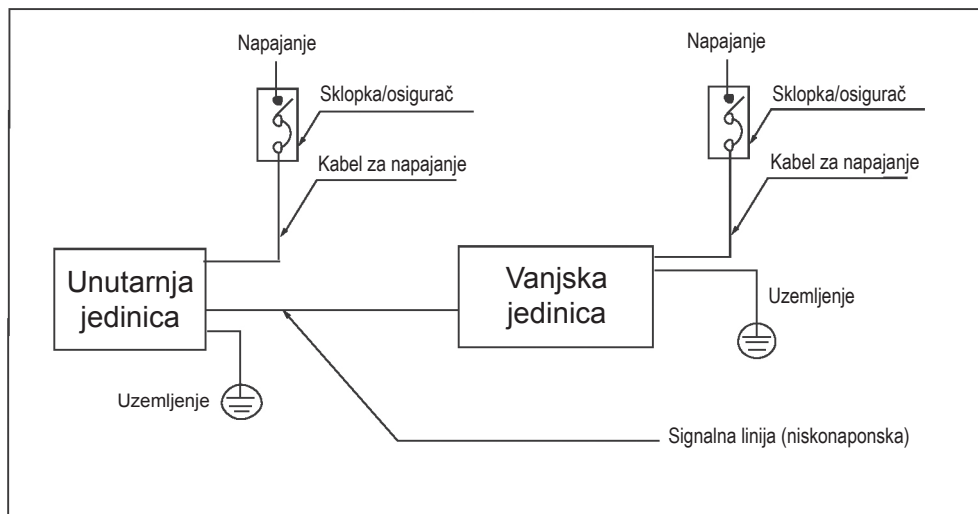 Napajanje
Sklopka/osigurač
Kabel za napajanje
Unutarnja
jedinica
Uzemljenje
Napajanje
Sklopka/osigurač
Kabel za napajanje
Vanjska
jedinica
Uzemljenje
Signalna linija (niskonaponska)